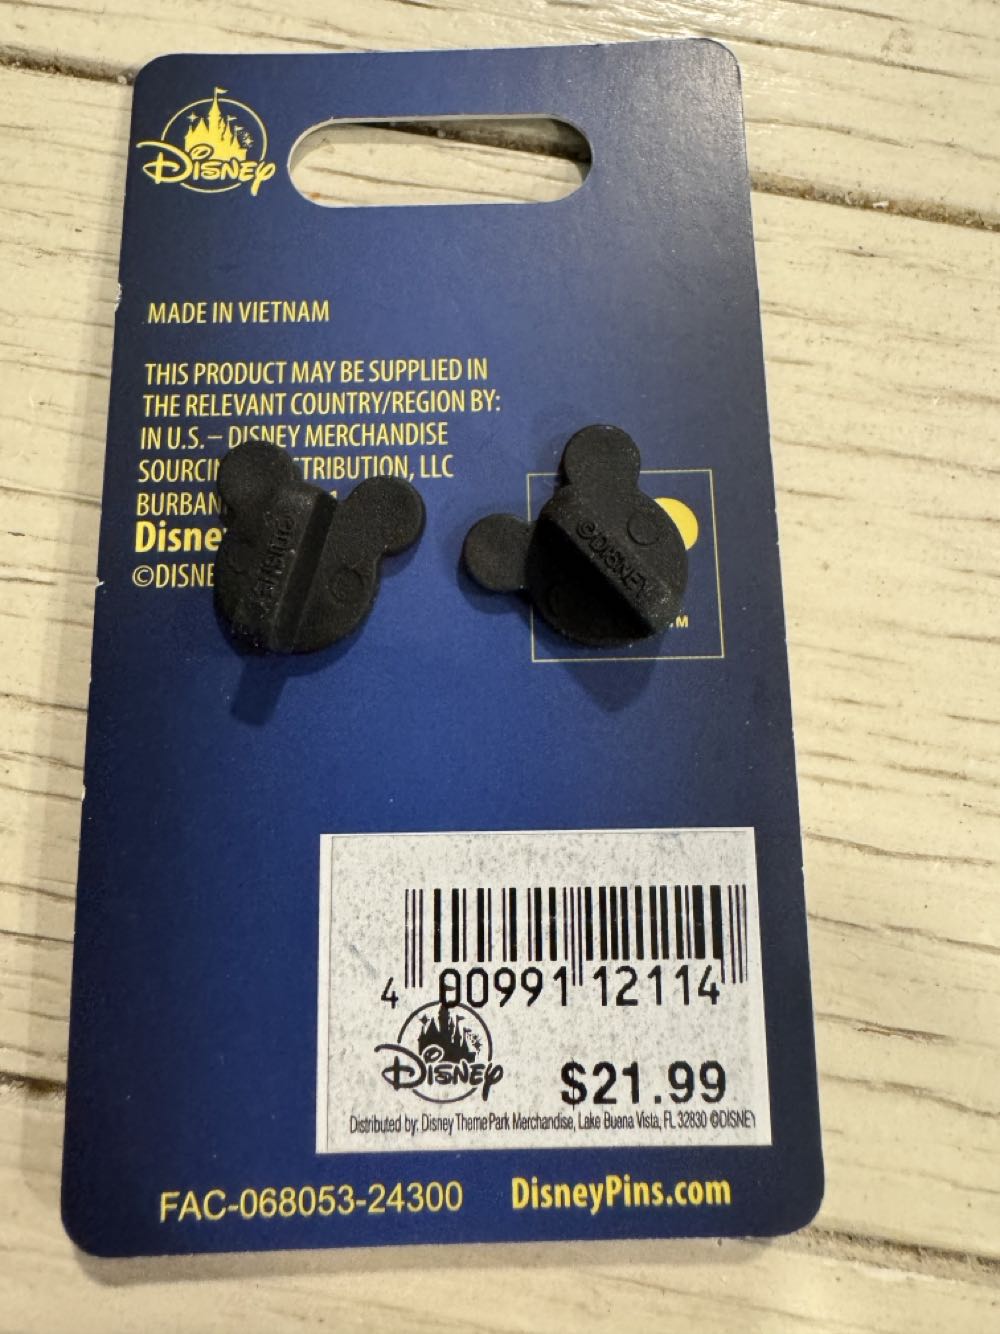 DISNEY
MADE IN VIETNAM
THIS PRODUCT MAY BE SUPPLIED IN
THE RELEVANT COUNTRY/REGION BY:
IN U.S. – DISNEY MERCHANDISE
LLC
©DISNEY
TM
4 00991 12114
DISNEY
$21.99
Distributed by: Disney Theme Park Merchandise, Lake Buena Vista, FL 32830 ©DISNEY
FAC-068053-24300
DisneyPins.com